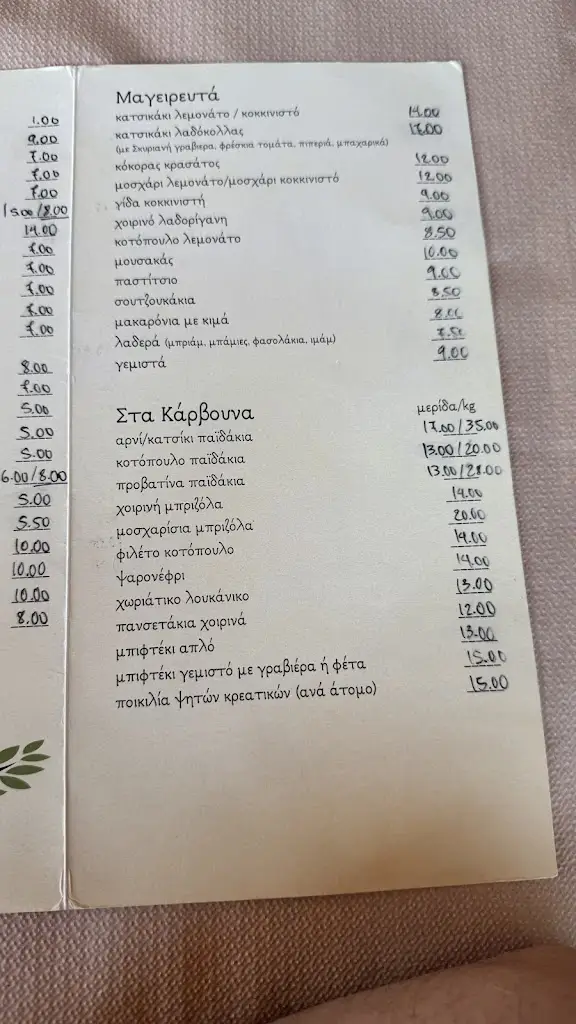 1.00
9.00
7.00
7.00
7.00
15.00/8.00
14.00
7.00
7.00
7.00
7.00
7.00
8.00
7.00
5.00
5.00
5.00
6.00/8.00
5.00
5.50
10.00
10.00
10.00
8.00
Μαγειρευτά
κατσικάκι λεμονάτο / κοκκινιστό 14.00
κατσικάκι λαδόκολλας 17.00
(με Σκυριανή γραβιερα, φρέσκια τομάτα, πιπεριά, μπαχαρικά)
κόκορας κρασάτος 12.00
μοσχάρι λεμονάτο/μοσχάρι κοκκινιστό 12.00
γίδα κοκκινιστή 9.00
χοιρινό λαδορίγανη 9.00
κοτόπουλο λεμονάτο 8.50
μουσακάς 10.00
παστίτσιο 9.00
σουτζουκάκια 8.50
μακαρόνια με κιμά 8.00
λαδερά (μπριάμ, μπάμιες, φασολάκια, ιμάμ) 7.50
γεμιστά 9.00
Στα Κάρβουνα μερίδα/kg
αρνί/κατσίκι παϊδάκια 17.00/35.00
κοτόπουλο παϊδάκια 13.00/20.00
προβατίνα παϊδάκια 13.00/28.00
χοιρινή μπριζόλα 14.00
μοσχαρίσια μπριζόλα 20.00
φιλέτο κοτόπουλο 14.00
ψαρονέφρι 14.00
χωριάτικο λουκάνικο 13.00
πανσετάκια χοιρινά 12.00
μπιφτέκι απλό 13.00
μπιφτέκι γεμιστό με γραβιέρα ή φέτα 15.00
ποικιλία ψητών κρεατικών (ανά άτομο) 15.00